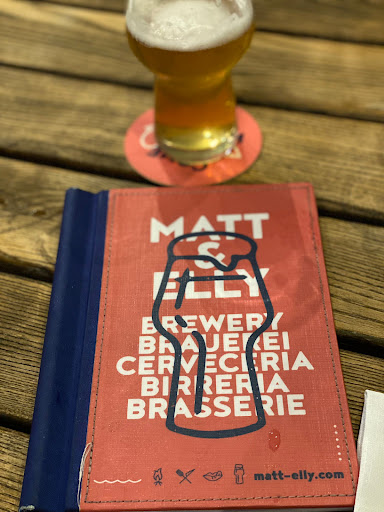 MATT
&
ELLY
BREWERY
BRAUEREI
CERVECERIA
BIRRERIA
BRASSERIE
matt-elly.com